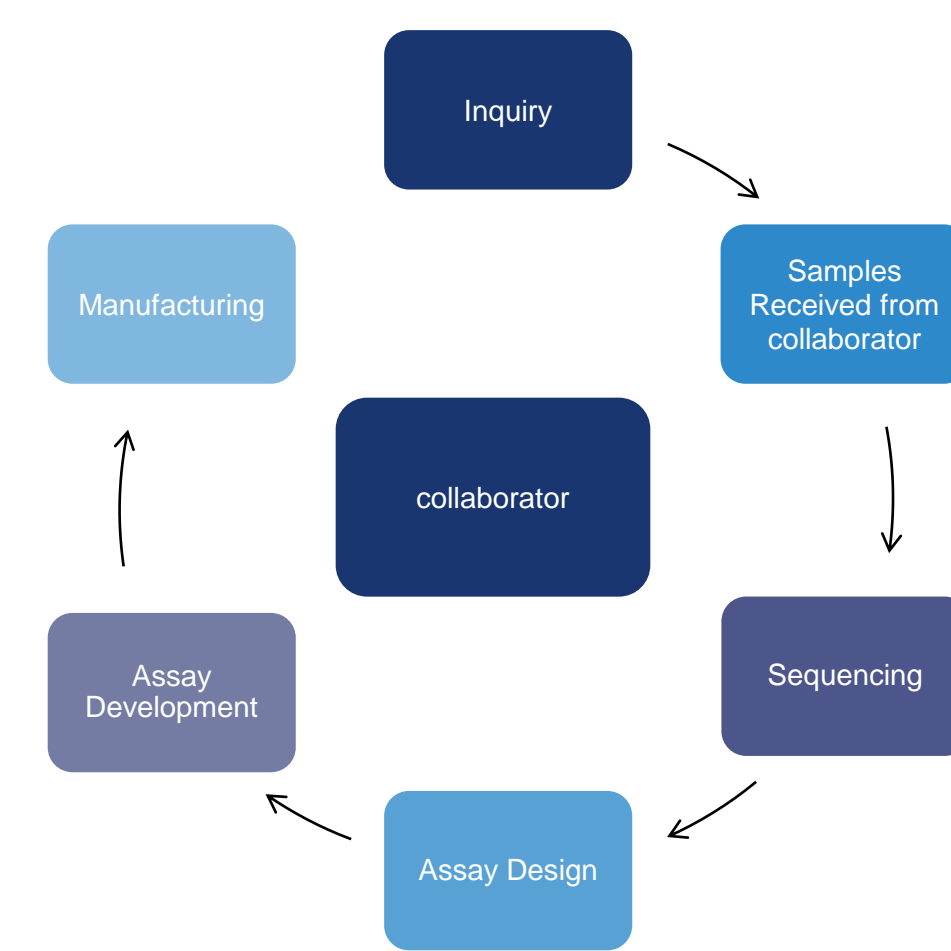 Inquiry
Samples
Received from
collaborator
Sequencing
Assay Design
Assay
Development
Manufacturing
collaborator